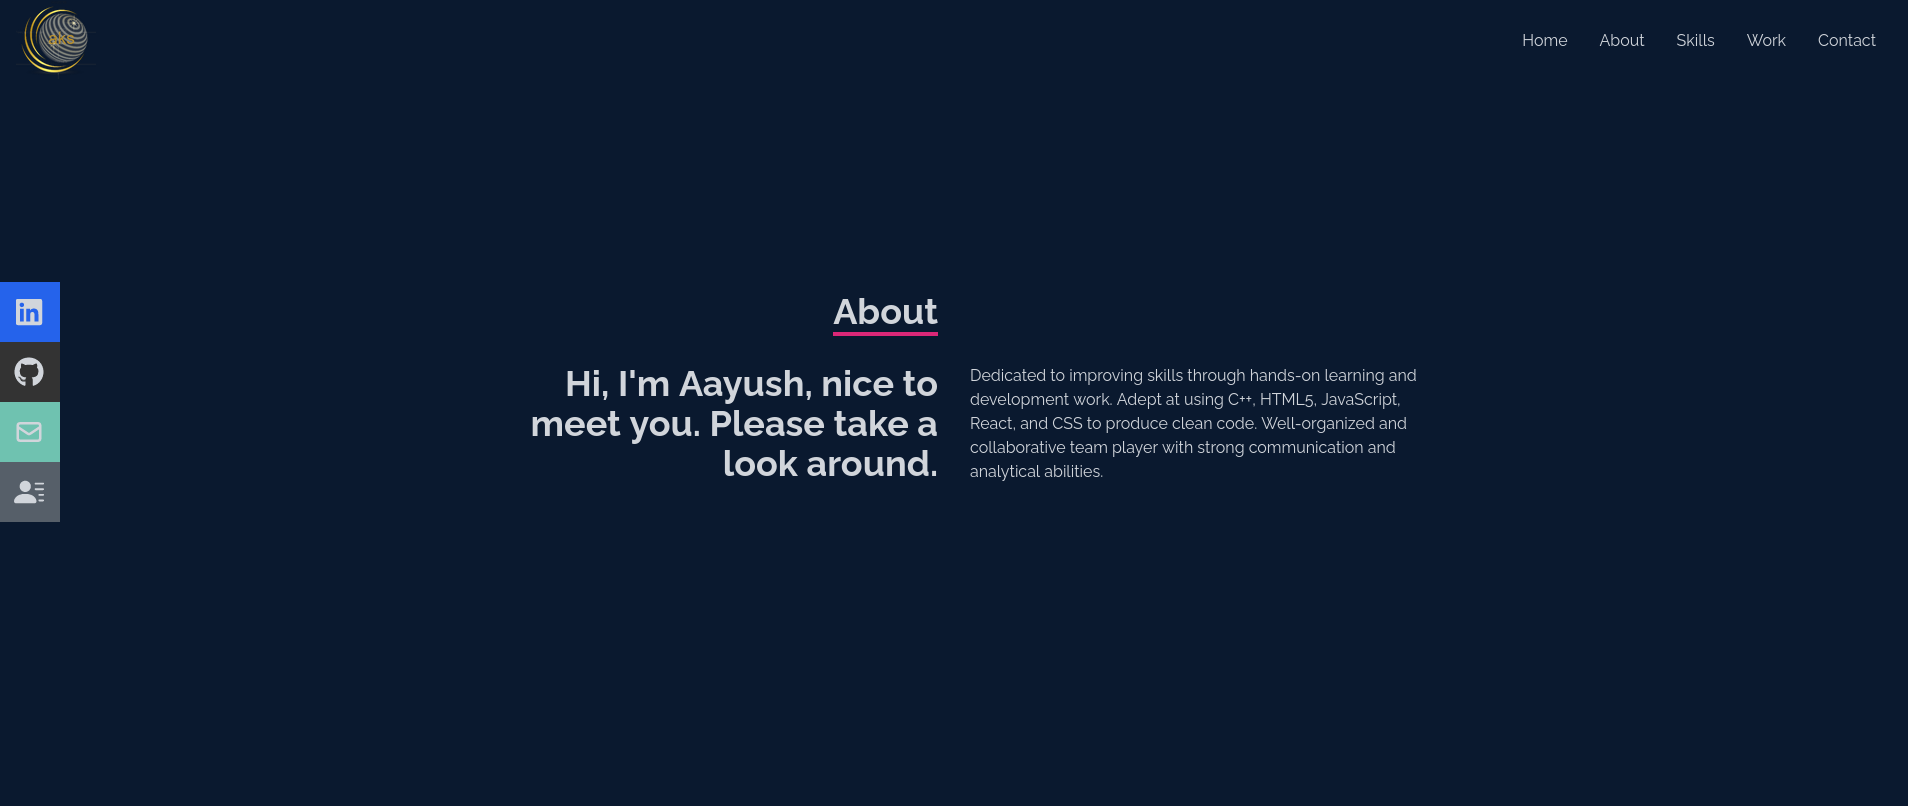 aks
Home
About
Skills
Work
Contact
in
About
Hi, I'm Aayush, nice to
meet you. Please take a
look around.
Dedicated to improving skills through hands-on learning and
development work. Adept at using C++, HTML5, JavaScript,
React, and CSS to produce clean code. Well-organized and
collaborative team player with strong communication and
analytical abilities.